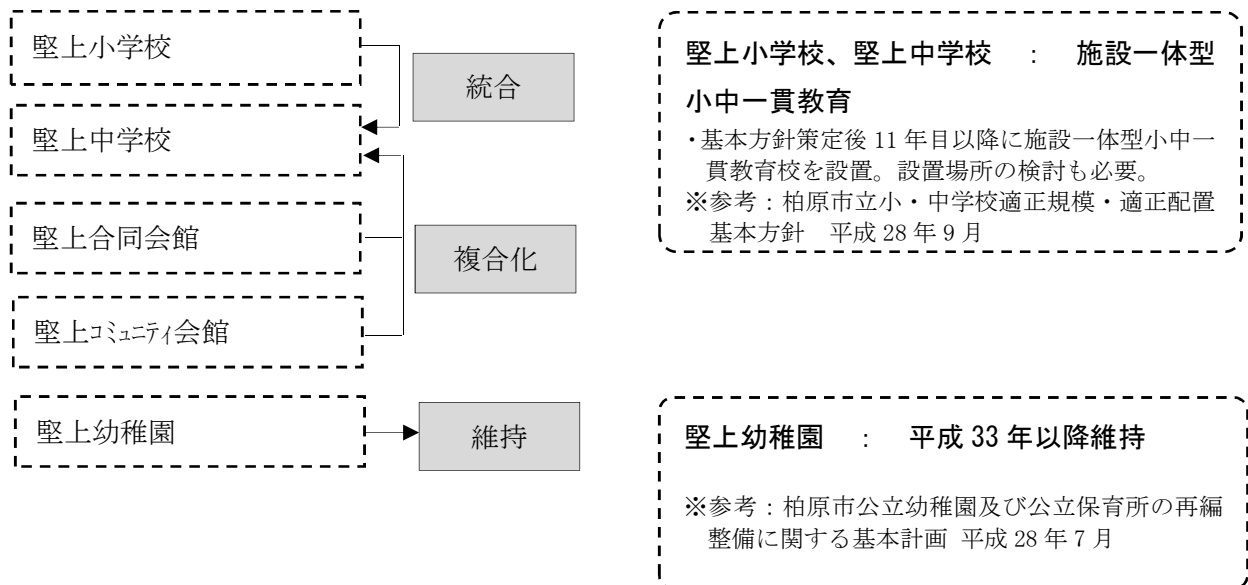 堅上小学校
統合
堅上中学校
堅上合同会館
複合化
堅上コミュニティ会館
堅上幼稚園
維持
堅上小学校、堅上中学校 ： 施設一体型
小中一貫教育
・基本方針策定後 11 年目以降に施設一体型小中一
貫教育校を設置。設置場所の検討も必要。
※参考：柏原市立小・中学校適正規模・適正配置
基本方針 平成 28 年 9 月
堅上幼稚園 ： 平成 33 年以降維持
※参考：柏原市公立幼稚園及び公立保育所の再編
整備に関する基本計画 平成 28 年 7 月